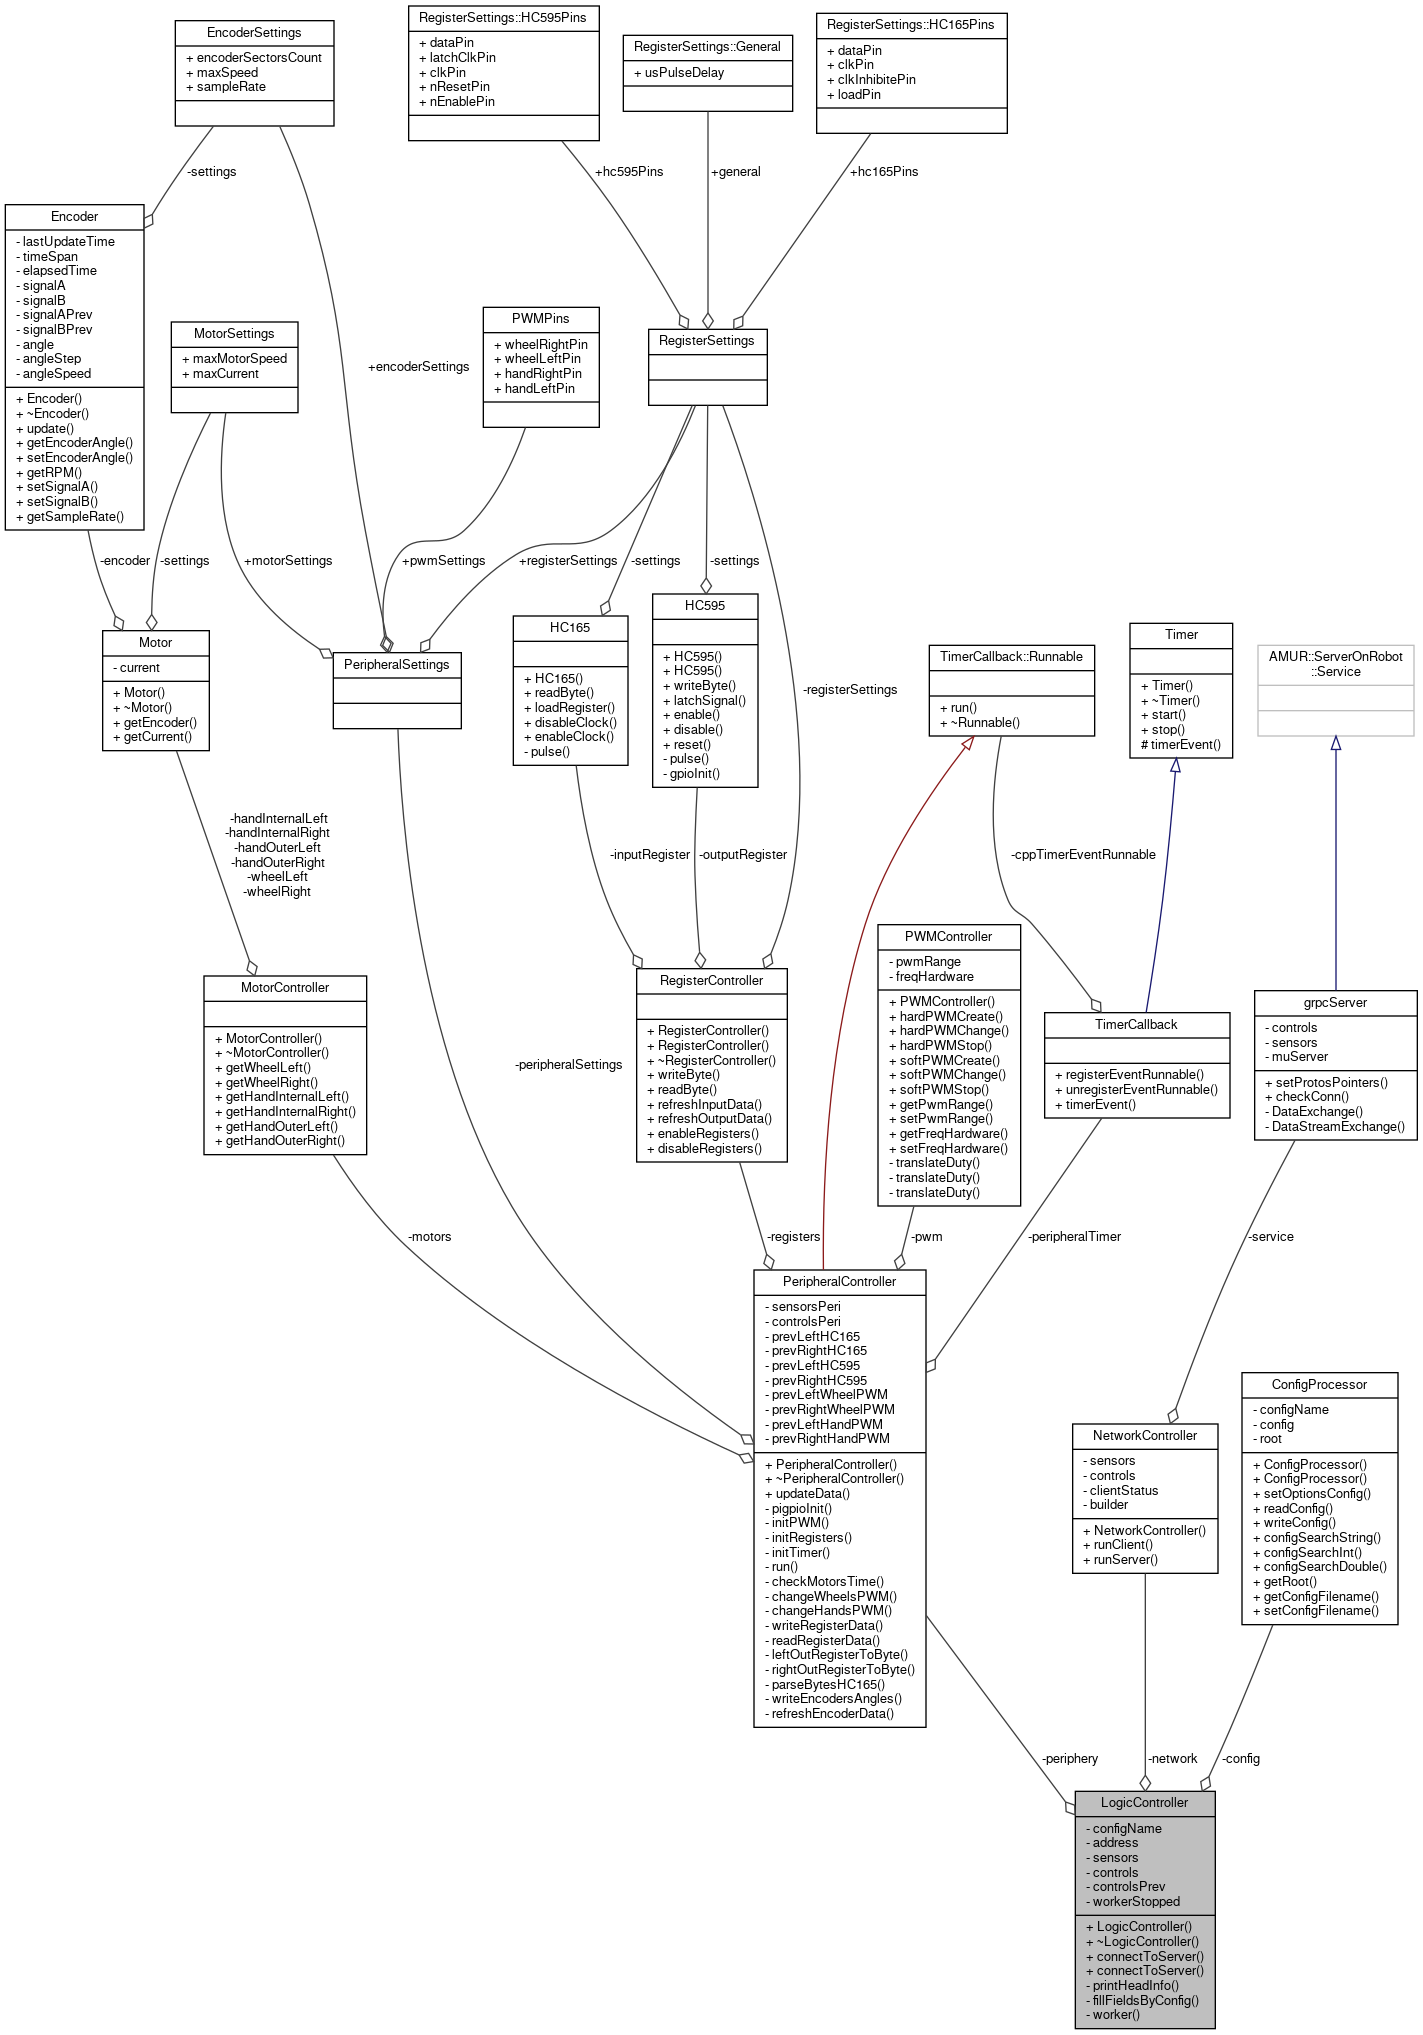 RegisterSettings::HC595Pins
+ dataPin
+ latchClkPin
+ clkPin
+ nResetPin
+ nEnablePin
RegisterSettings::HC165Pins
+ dataPin
+ clkPin
+ clkInhibitePin
+ loadPin
EncoderSettings
+ encoderSectorsCount
+ maxSpeed
+ sampleRate
RegisterSettings::General
+ usPulseDelay
-settings
+hc595Pins
+general
+hc165Pins
Encoder
- lastUpdateTime
- timeSpan
- elapsedTime
- signalA
- signalB
- signalAPrev
- signalBPrev
- angle
- angleStep
- angleSpeed
+ Encoder()
+ ~Encoder()
+ update()
+ getEncoderAngle()
+ setEncoderAngle()
+ getRPM()
+ setSignalA()
+ setSignalB()
+ getSampleRate()
MotorSettings
+ maxMotorSpeed
+ maxCurrent
+encoderSettings
PWMPins
+ wheelRightPin
+ wheelLeftPin
+ handRightPin
+ handLeftPin
RegisterSettings
-encoder
-settings
+motorSettings
+pwmSettings
+registerSettings
-settings
-settings
Motor
- current
+ Motor()
+ ~Motor()
+ getEncoder()
+ getCurrent()
PeripheralSettings
HC165
+ HC165()
+ readByte()
+ loadRegister()
+ disableClock()
+ enableClock()
- pulse()
HC595
+ HC595()
+ HC595()
+ writeByte()
+ latchSignal()
+ enable()
+ disable()
+ reset()
- pulse()
- gpioInit()
-registerSettings
TimerCallback::Runnable
+ run()
+ ~Runnable()
Timer
+ Timer()
+ ~Timer()
+ start()
+ stop()
# timerEvent()
AMUR::ServerOnRobot
::Service
-handInternalLeft
-handInternalRight
-handOuterLeft
-handOuterRight
-wheelLeft
-wheelRight
-inputRegister
-outputRegister
-cppTimerEventRunnable
MotorController
+ MotorController()
+ ~MotorController()
+ getWheelLeft()
+ getWheelRight()
+ getHandInternalLeft()
+ getHandInternalRight()
+ getHandOuterLeft()
+ getHandOuterRight()
-peripheralSettings
RegisterController
+ RegisterController()
+ RegisterController()
+ ~RegisterController()
+ writeByte()
+ readByte()
+ refreshInputData()
+ refreshOutputData()
+ enableRegisters()
+ disableRegisters()
PWMController
- pwmRange
- freqHardware
+ PWMController()
+ hardPWMCreate()
+ hardPWMChange()
+ hardPWMStop()
+ softPWMCreate()
+ softPWMChange()
+ softPWMStop()
+ getPwmRange()
+ setPwmRange()
+ getFreqHardware()
+ setFreqHardware()
- translateDuty()
- translateDuty()
- translateDuty()
TimerCallback
+ registerEventRunnable()
+ unregisterEventRunnable()
+ timerEvent()
grpcServer
- controls
- sensors
- muServer
+ setProtosPointers()
+ checkConn()
- DataExchange()
- DataStreamExchange()
-motors
-registers
-pwm
-peripheralTimer
-service
PeripheralController
- sensorsPeri
- controlsPeri
- prevLeftHC165
- prevRightHC165
- prevLeftHC595
- prevRightHC595
- prevLeftWheelPWM
- prevRightWheelPWM
- prevLeftHandPWM
- prevRightHandPWM
+ PeripheralController()
+ ~PeripheralController()
+ updateData()
- pigpioInit()
- initPWM()
- initRegisters()
- initTimer()
- run()
- checkMotorsTime()
- changeWheelsPWM()
- changeHandsPWM()
- writeRegisterData()
- readRegisterData()
- leftOutRegisterToByte()
- rightOutRegisterToByte()
- parseBytesHC165()
- writeEncodersAngles()
- refreshEncoderData()
NetworkController
- sensors
- controls
- clientStatus
- builder
+ NetworkController()
+ runClient()
+ runServer()
ConfigProcessor
- configName
- config
- root
+ ConfigProcessor()
+ ConfigProcessor()
+ setOptionsConfig()
+ readConfig()
+ writeConfig()
+ configSearchString()
+ configSearchInt()
+ configSearchDouble()
+ getRoot()
+ getConfigFilename()
+ setConfigFilename()
-periphery
-network
-config
LogicController
- configName
- address
- sensors
- controls
- controlsPrev
- workerStopped
+ LogicController()
+ ~LogicController()
+ connectToServer()
+ connectToServer()
- printHeadInfo()
- fillFieldsByConfig()
- worker()